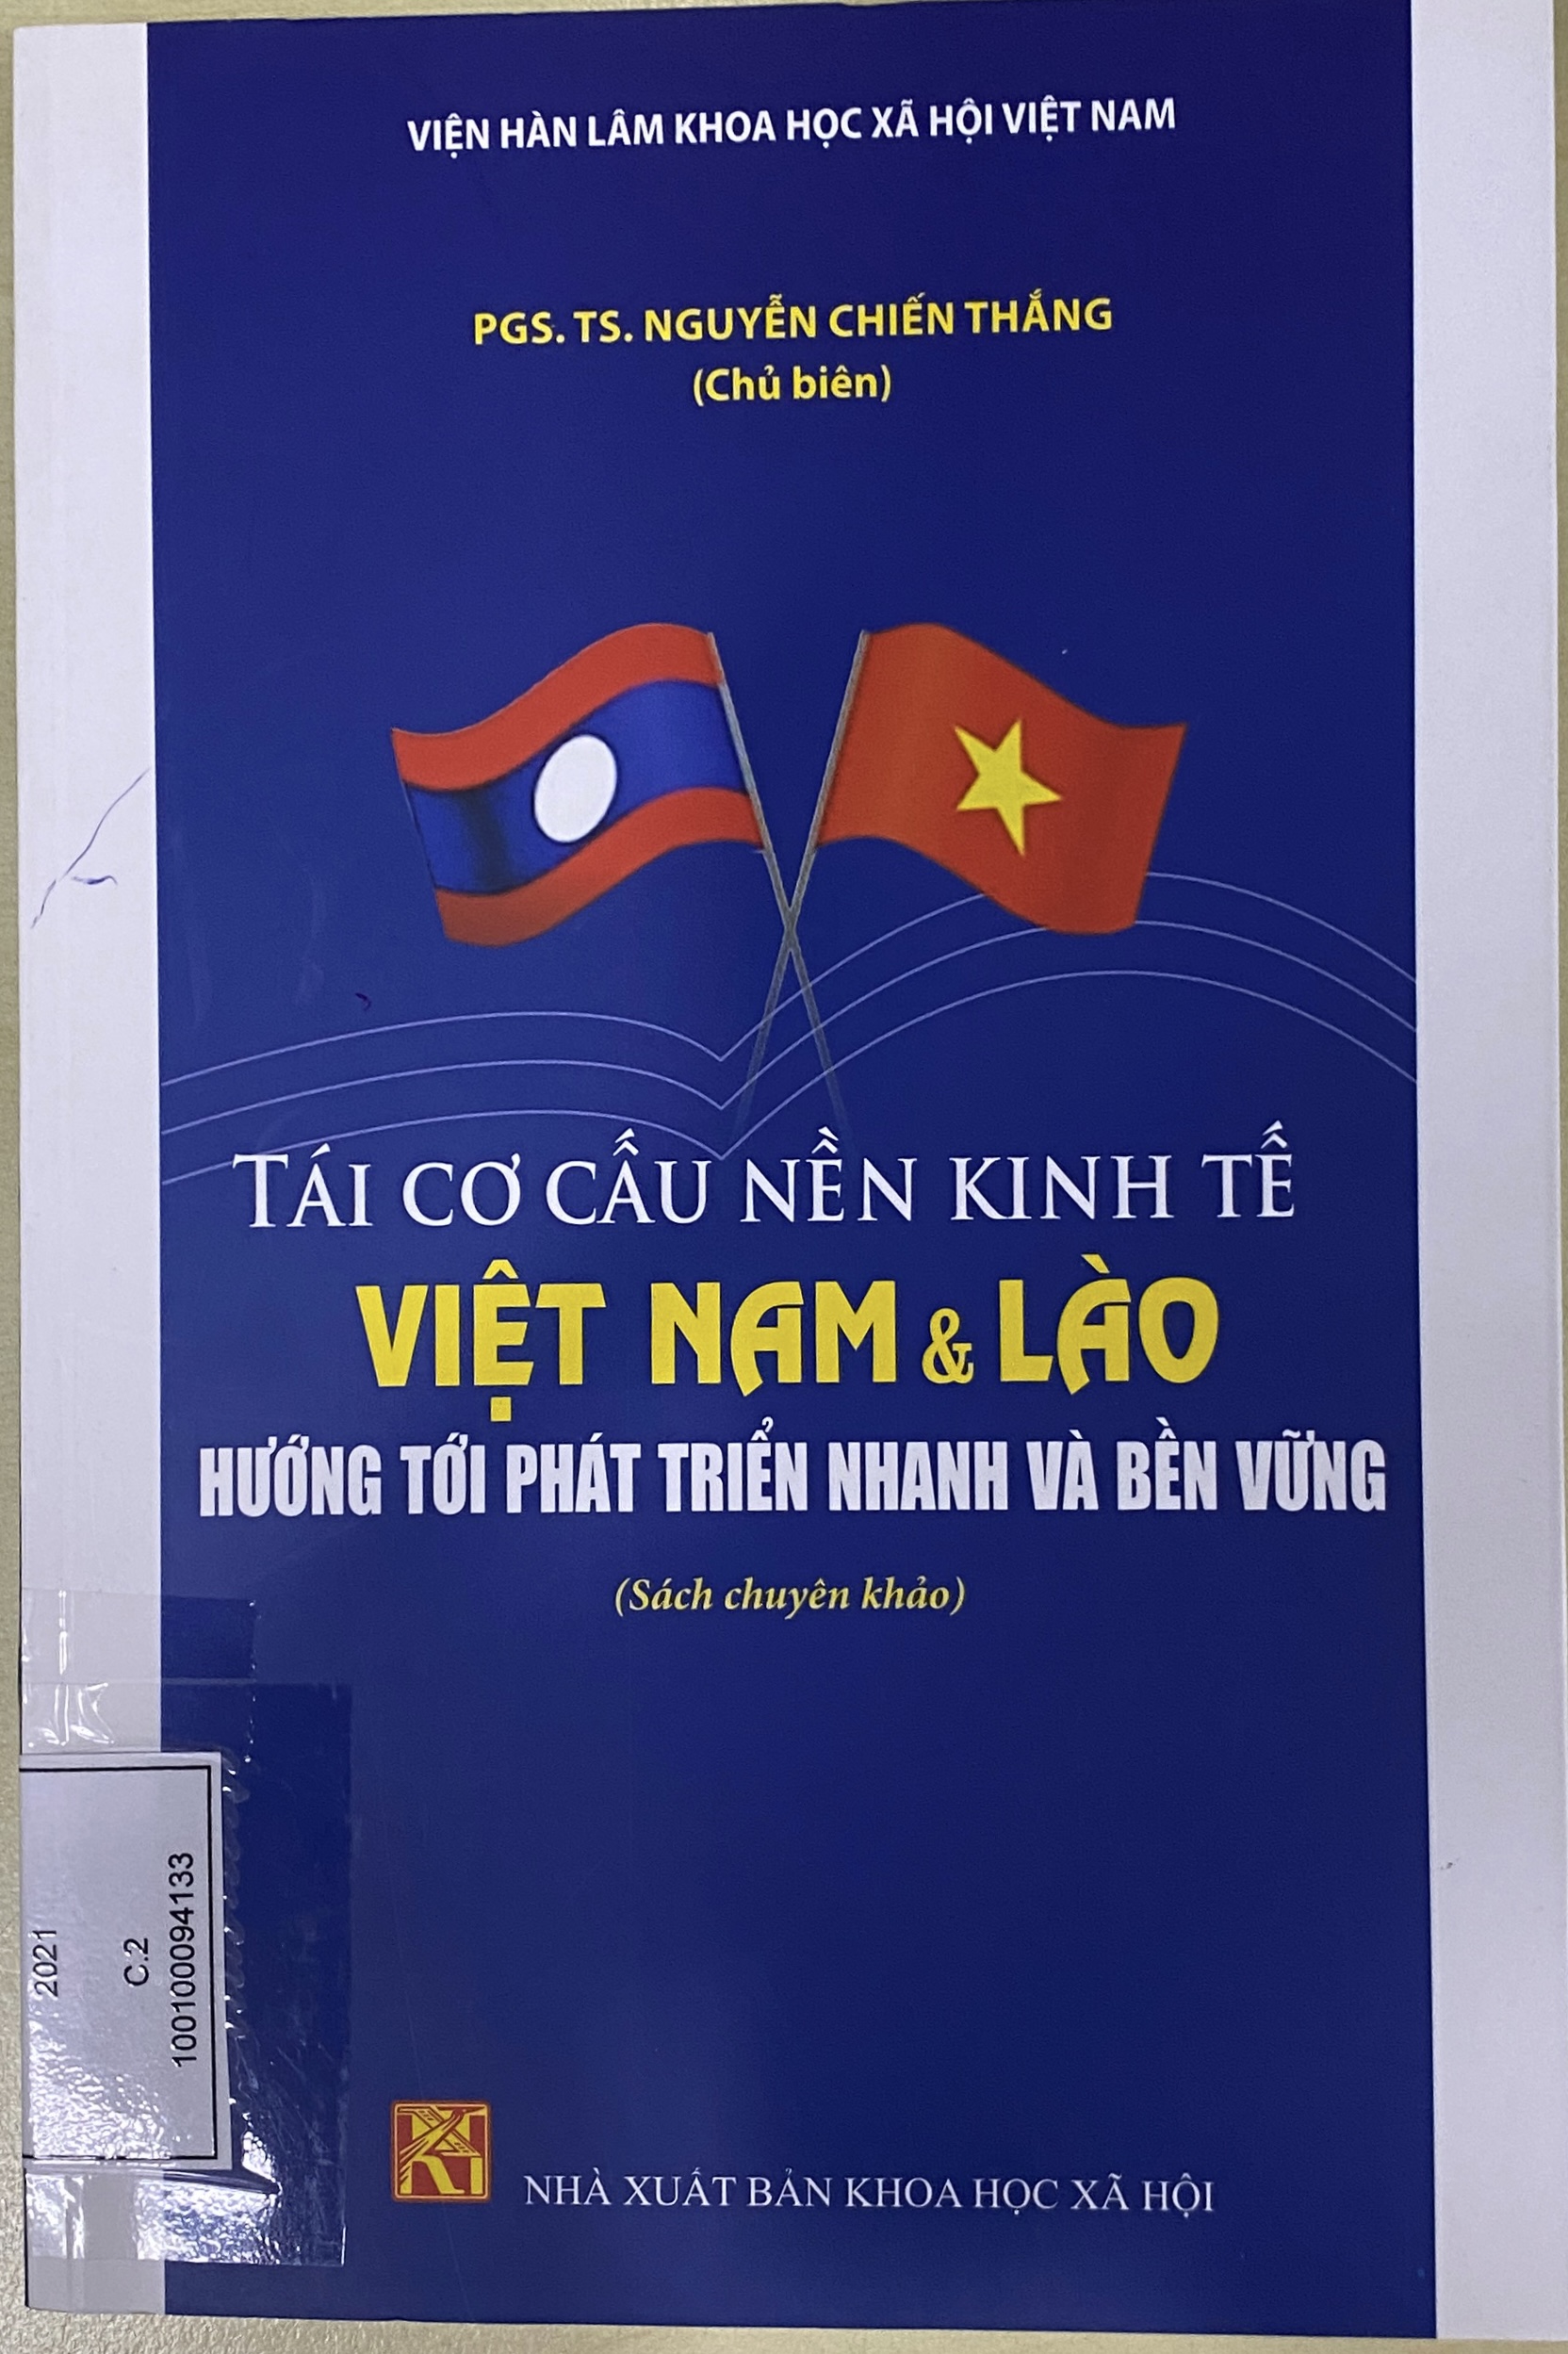 VIỆN HÀN LÂM KHOA HỌC XÃ HỘI VIỆT NAM
PGS. TS. NGUYỄN CHIẾN THẮNG
(Chủ biên)
TÁI CƠ CẤU NỀN KINH TẾ
VIỆT NAM & LÀO
HƯỚNG TỚI PHÁT TRIỂN NHANH VÀ BỀN VỮNG
(Sách chuyên khảo)
2021
C.2
100100094133
NHÀ XUẤT BẢN KHOA HỌC XÃ HỘI